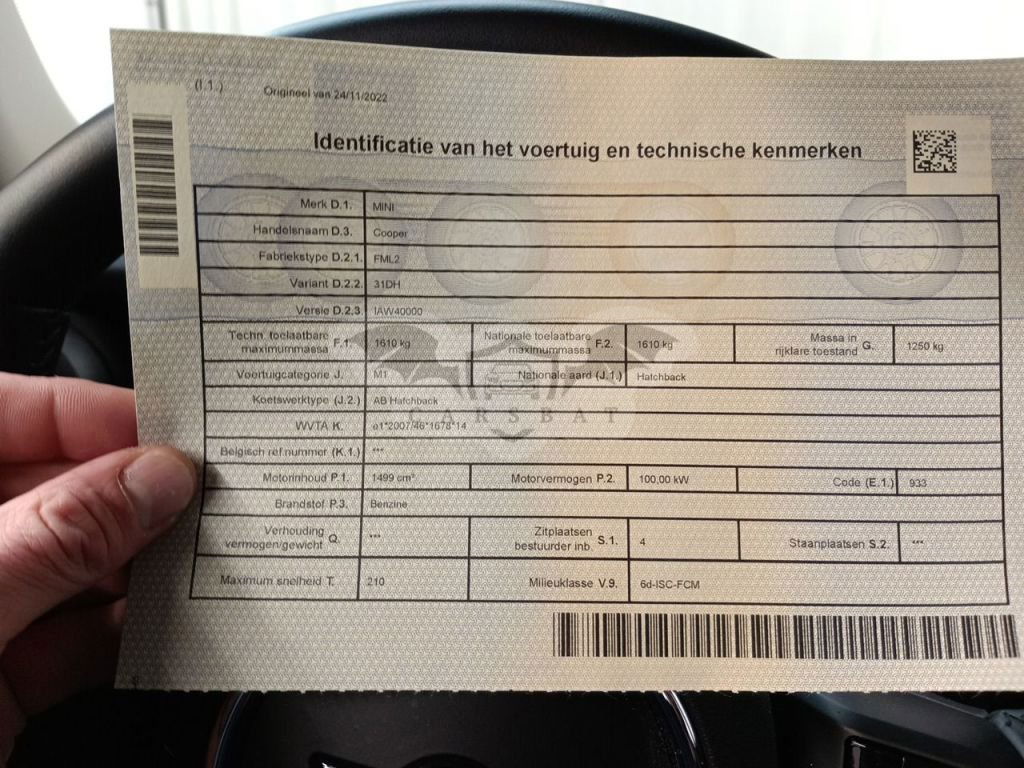 (I.1.)
Origineel van 24/11/2022
Identificatie van het voertuig en technische kenmerken
Merk D.1. MINI
Handelsnaam D.3. Cooper
Fabriekstype D.2.1. FML2
Variant D.2.2. 31DH
Versie D.2.3. IAW40000
Techn. toelaatbare maximummassa F.1. 1610 kg Nationale toelaatbare maximummassa F.2. 1610 kg Massa in rijklare toestand G. 1250 kg
Voertuigcategorie J. M1 Nationale aard (J.1.) Hatchback
Koetswerktype (J.2.) AB Hatchback
CARSBAT
WVTA K. e1*2007/46*1678*14
Belgisch ref.nummer (K.1.) ***
Motorinhoud P.1. 1499 cm³ Motorvermogen P.2. 100,00 kW Code (E.1.) 933
Brandstof P.3. Benzine
Verhouding vermogen/gewicht Q. *** Zitplaatsen bestuurder inb. S.1. 4 Staanplaatsen S.2. ***
Maximum snelheid T. 210 Milieuklasse V.9. 6d-ISC-FCM